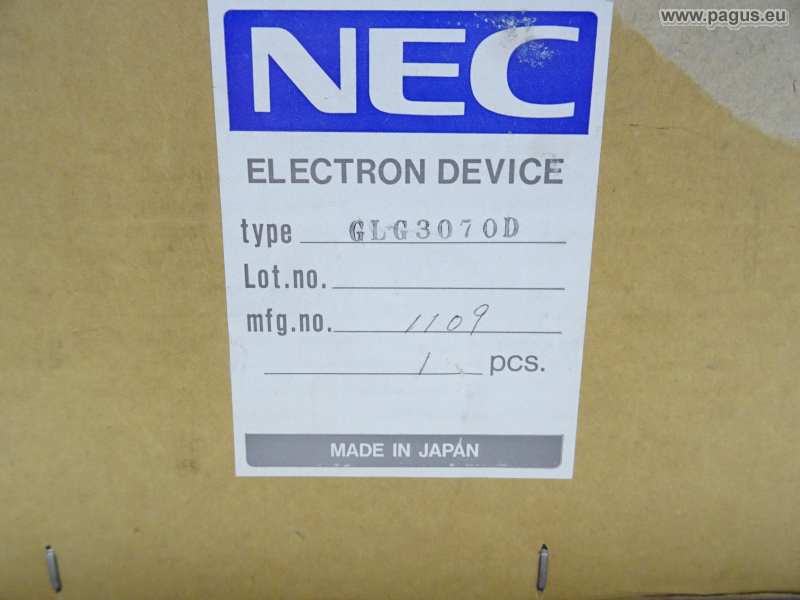 www.pagus.eu
NEC
ELECTRON DEVICE
type GLG3070D
Lot.no.
mfg.no. 1109
1 pcs.
MADE IN JAPAN